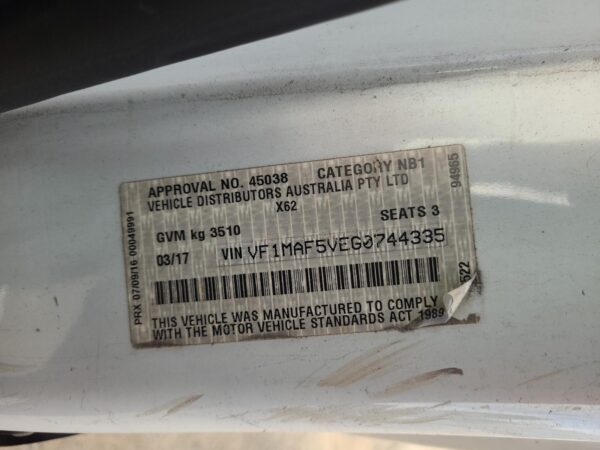 APPROVAL NO. 45038 CATEGORY NB1
VEHICLE DISTRIBUTORS AUSTRALIA PTY LTD
X62
GVM kg 3510 SEATS 3
03/17 VIN VF1MAF5VEG0744335
THIS VEHICLE WAS MANUFACTURED TO COMPLY
WITH THE MOTOR VEHICLE STANDARDS ACT 1989
PRX 07/09/16 00049991
94965
522